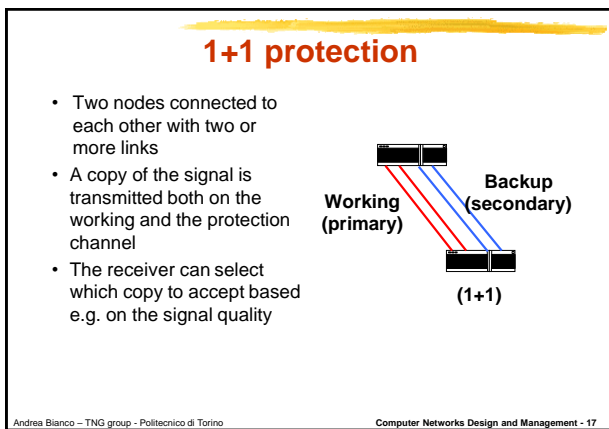 1+1 protection
• Two nodes connected to
each other with two or
more links
• A copy of the signal is
transmitted both on the
working and the protection
channel
• The receiver can select
which copy to accept based
e.g. on the signal quality
Working
(primary)
Backup
(secondary)
(1+1)
Andrea Bianco – TNG group - Politecnico di Torino
Computer Networks Design and Management - 17